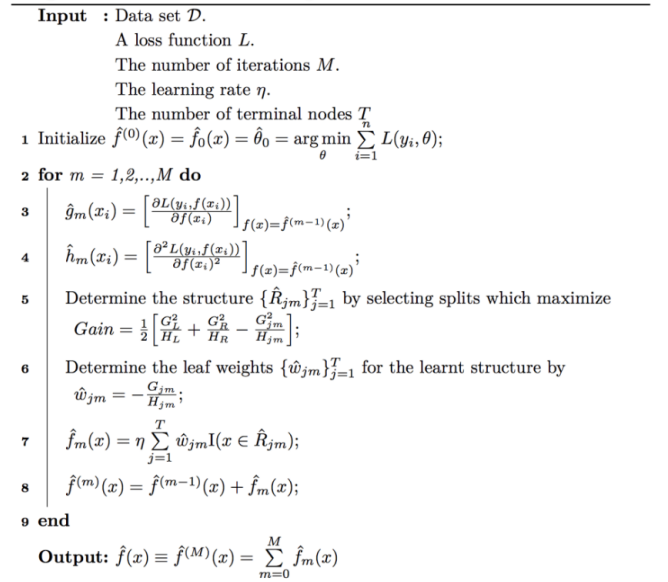 Input : Data set 𝒟.
A loss function L.
The number of iterations M.
The learning rate η.
The number of terminal nodes T
1 Initialize f̂^(0)(x) = f̂_0(x) = θ̂_0 = arg min_θ ∑_{i=1}^{n} L(y_i, θ);
2 for m = 1,2,..,M do
3 ĝ_m(x_i) = [∂L(y_i,f(x_i))/∂f(x_i)]_{f(x)=f̂^(m−1)(x)};
4 ĥ_m(x_i) = [∂²L(y_i,f(x_i))/∂f(x_i)²]_{f(x)=f̂^(m−1)(x)};
5 Determine the structure {R̂_jm}_{j=1}^{T} by selecting splits which maximize
Gain = 1/2 [G_L²/H_L + G_R²/H_R − G_jm²/H_jm];
6 Determine the leaf weights {ŵ_jm}_{j=1}^{T} for the learnt structure by
ŵ_jm = −G_jm/H_jm;
7 f̂_m(x) = η ∑_{j=1}^{T} ŵ_jm I(x ∈ R̂_jm);
8 f̂^(m)(x) = f̂^(m−1)(x) + f̂_m(x);
9 end
Output: f̂(x) ≡ f̂^(M)(x) = ∑_{m=0}^{M} f̂_m(x)